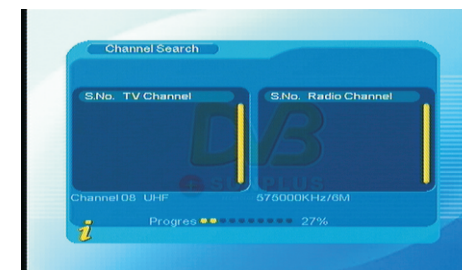 Channel Search
S.No. TV Channel
S.No. Radio Channel
DVB
Channel 08 UHF
575000KHz/6M
Progres
27%
i